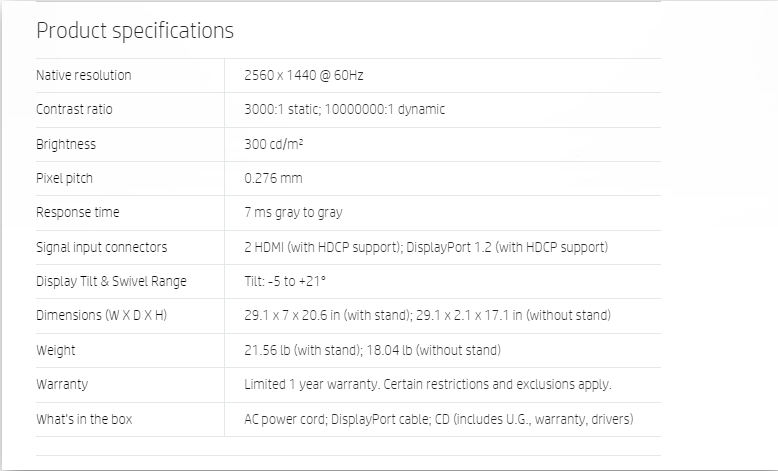 Product specifications
Native resolution 2560 x 1440 @ 60Hz
Contrast ratio 3000:1 static; 10000000:1 dynamic
Brightness 300 cd/m²
Pixel pitch 0.276 mm
Response time 7 ms gray to gray
Signal input connectors 2 HDMI (with HDCP support); DisplayPort 1.2 (with HDCP support)
Display Tilt & Swivel Range Tilt: -5 to +21°
Dimensions (W X D X H) 29.1 x 7 x 20.6 in (with stand); 29.1 x 2.1 x 17.1 in (without stand)
Weight 21.56 lb (with stand); 18.04 lb (without stand)
Warranty Limited 1 year warranty. Certain restrictions and exclusions apply.
What's in the box AC power cord; DisplayPort cable; CD (includes U.G., warranty, drivers)